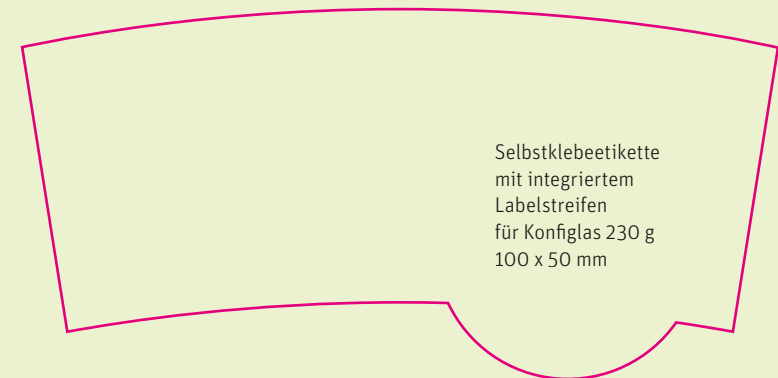 Selbstklebeetikette
mit integriertem
Labelstreifen
für Konfiglas 230 g
100 x 50 mm